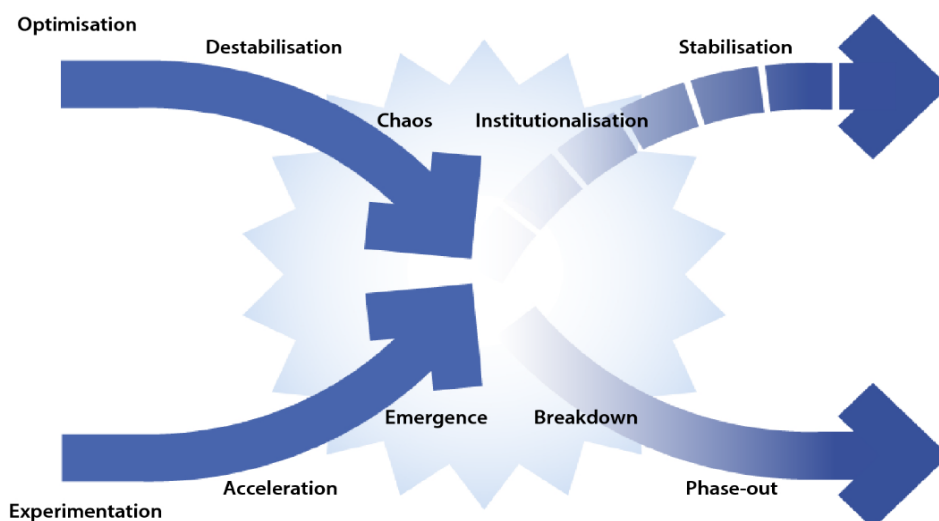 Optimisation
Destabilisation
Stabilisation
Chaos
Institutionalisation
Emergence
Breakdown
Acceleration
Phase-out
Experimentation